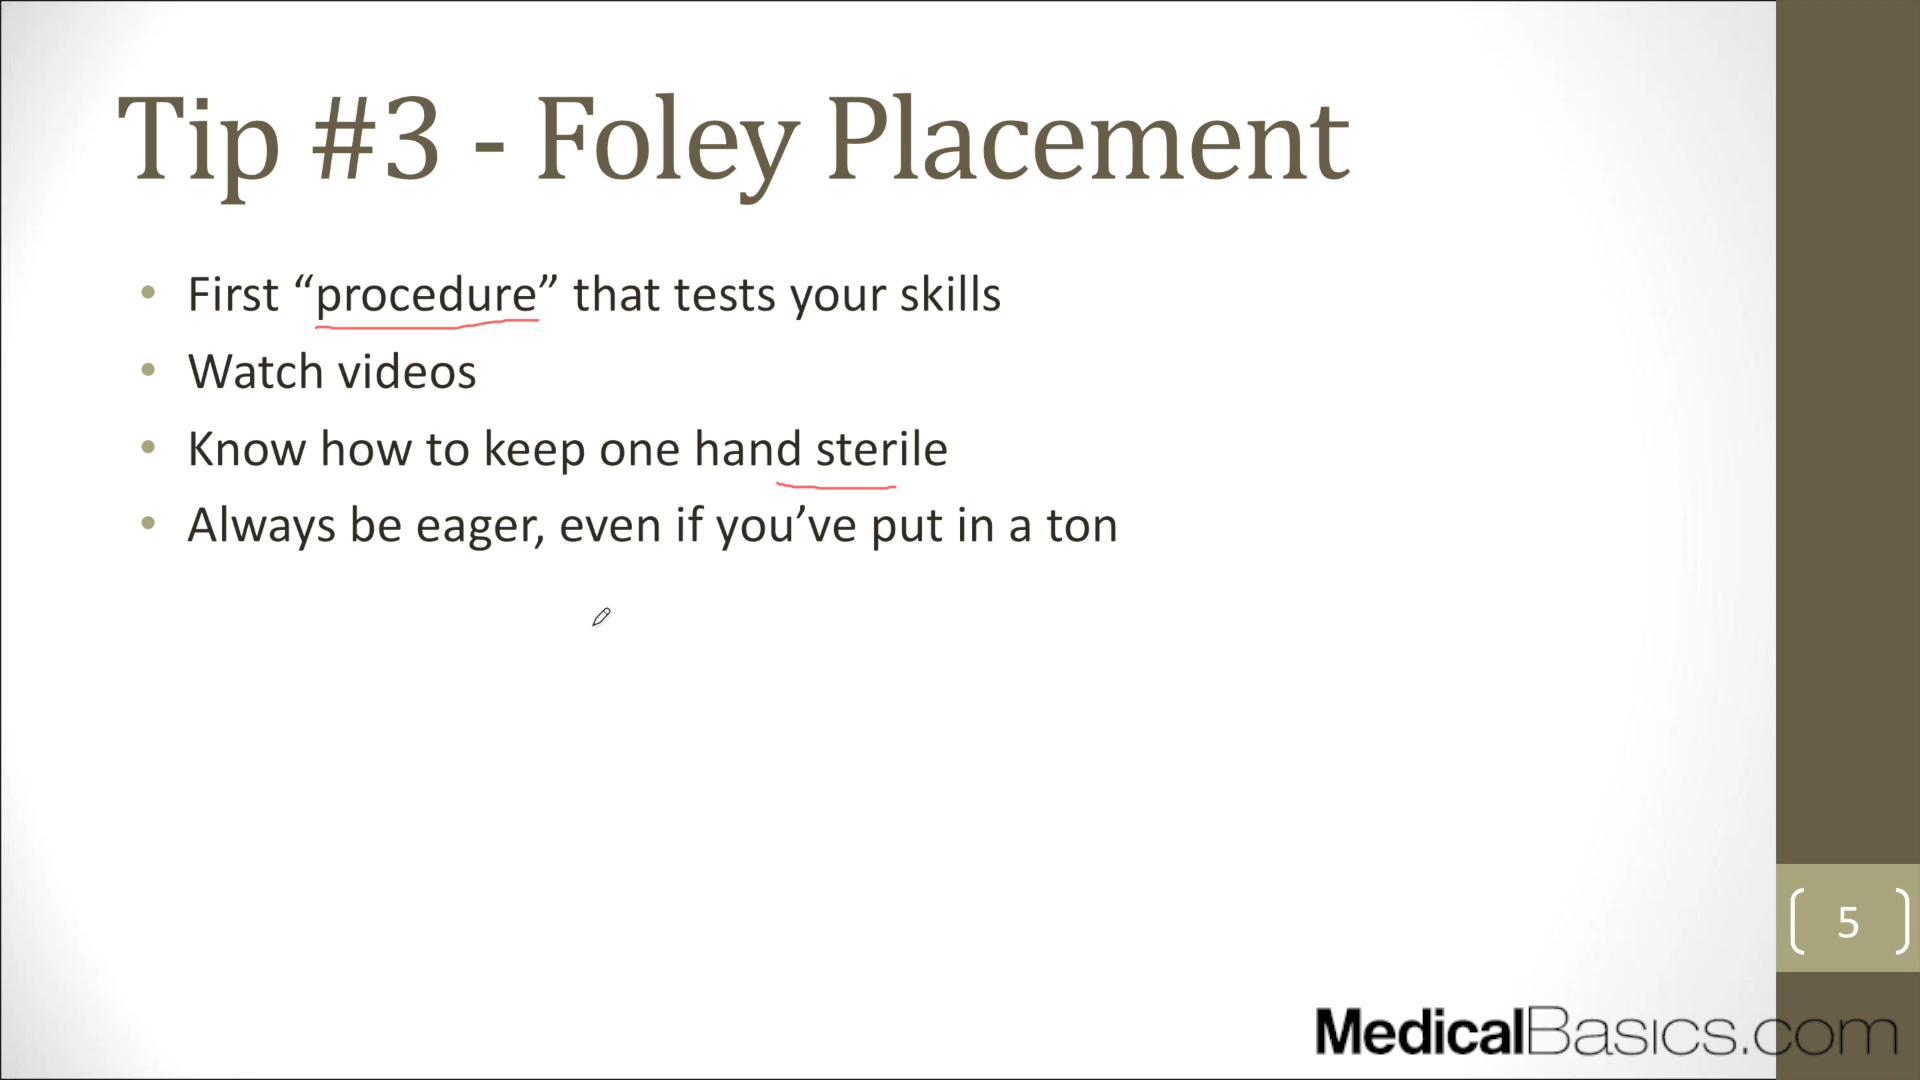 Tip #3 - Foley Placement
• First “procedure” that tests your skills
• Watch videos
• Know how to keep one hand sterile
• Always be eager, even if you’ve put in a ton
5
MedicalBasics.com